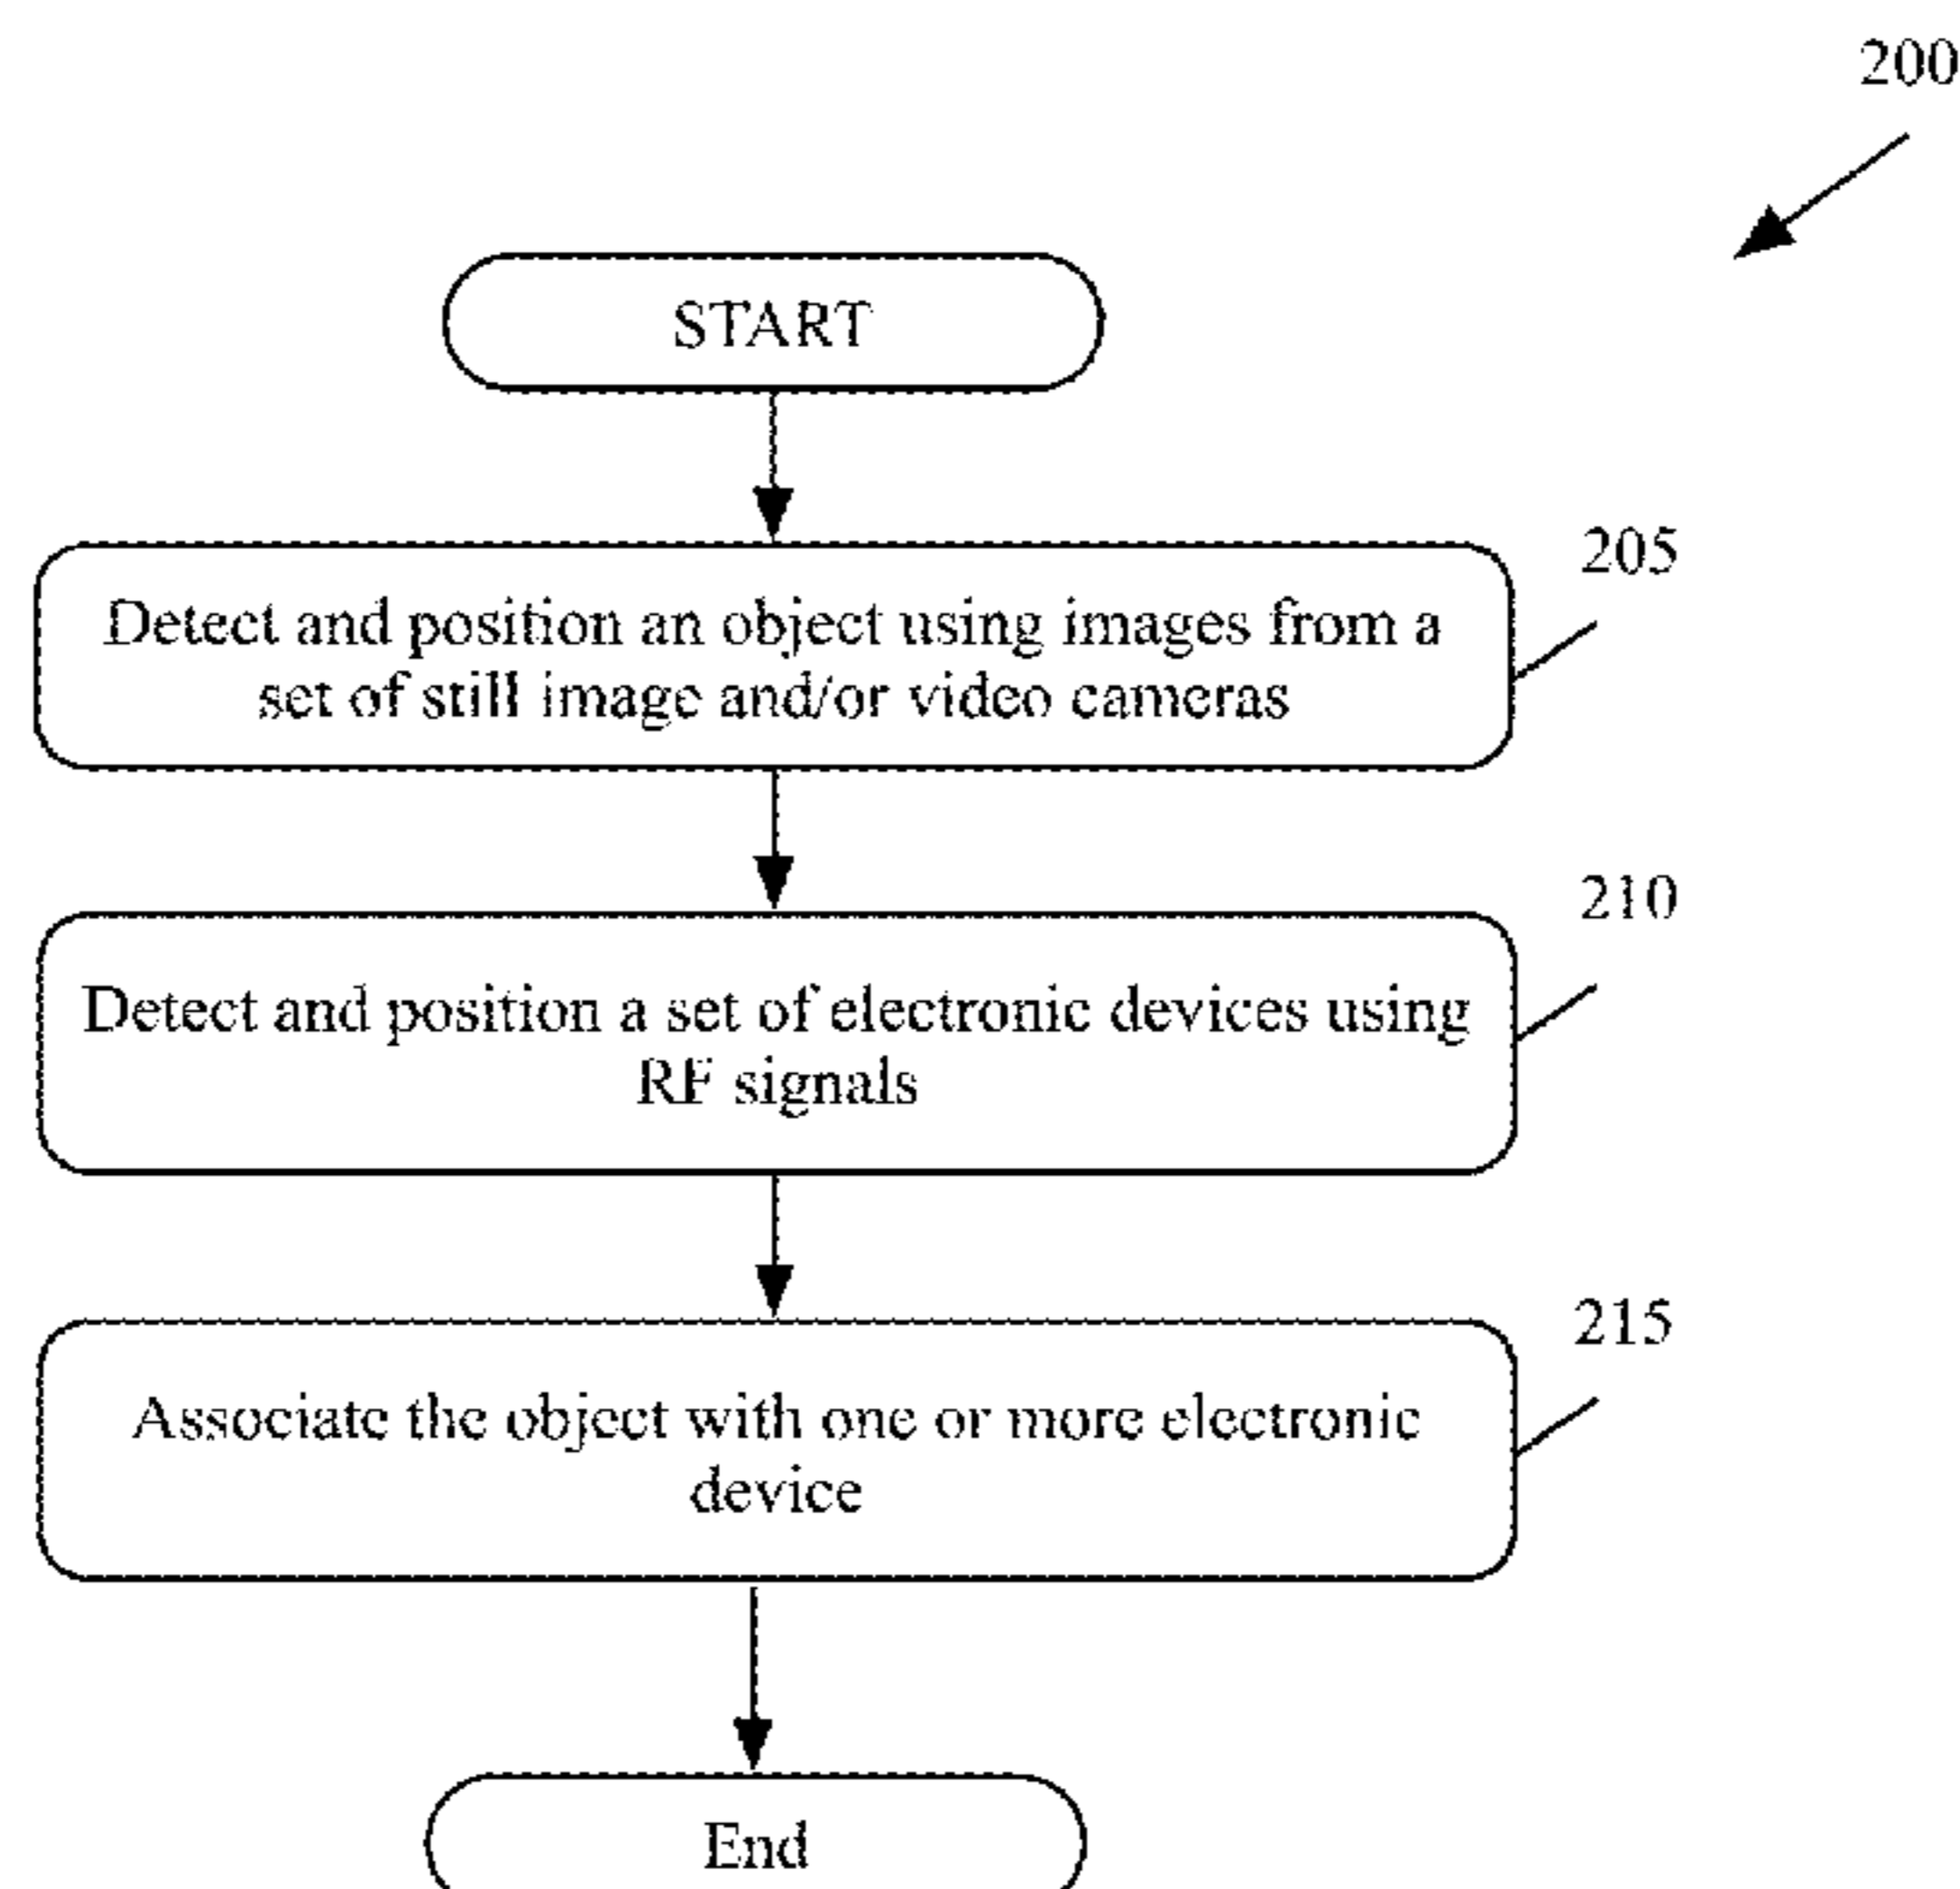 200
START
205
Detect and position an object using images from a
set of still image and/or video cameras
210
Detect and position a set of electronic devices using
RF signals
215
Associate the object with one or more electronic
device
End